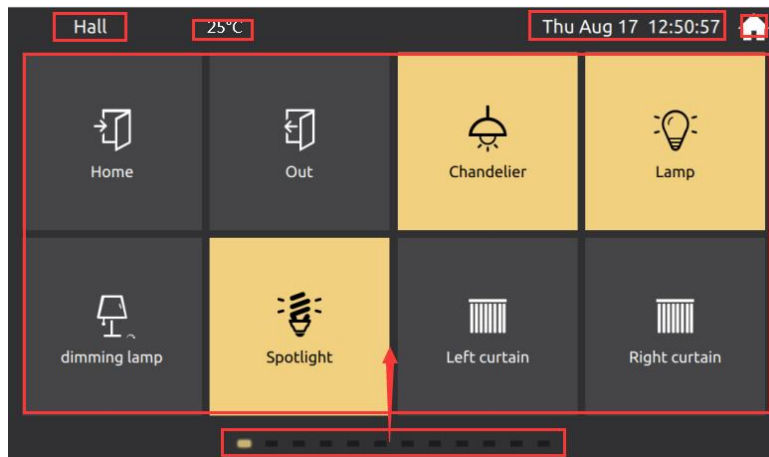 Hall 25°C Thu Aug 17 12:50:57
Home Out Chandelier Lamp
dimming lamp Spotlight Left curtain Right curtain